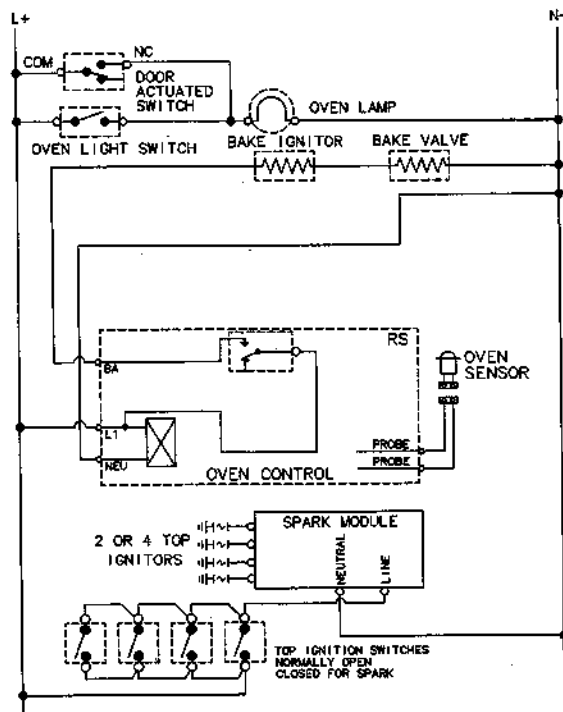 L+
N-
COM
NC
DOOR
ACTUATED
SWITCH
OVEN LAMP
OVEN LIGHT SWITCH
BAKE IGNITOR
BAKE VALVE
RS
BA
OVEN
SENSOR
L1
NEU
PROBE
PROBE
OVEN CONTROL
SPARK MODULE
2 OR 4 TOP
IGNITORS
NEUTRAL
LINE
TOP IGNITION SWITCHES
NORMALLY OPEN
CLOSED FOR SPARK